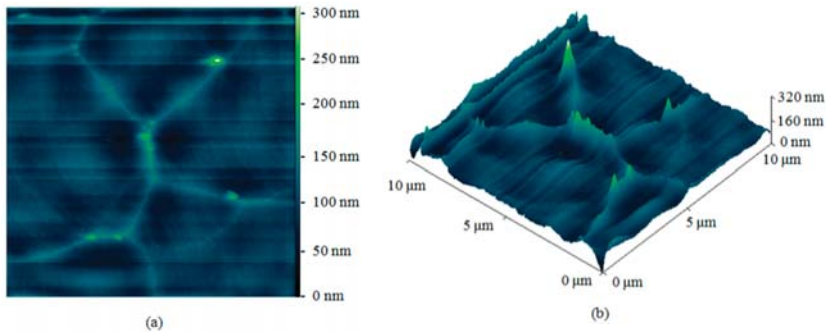 300 nm
250 nm
200 nm
150 nm
100 nm
50 nm
0 nm
(a)
320 nm
160 nm
0 nm
10 μm
10 μm
5 μm
5 μm
0 μm
0 μm
(b)